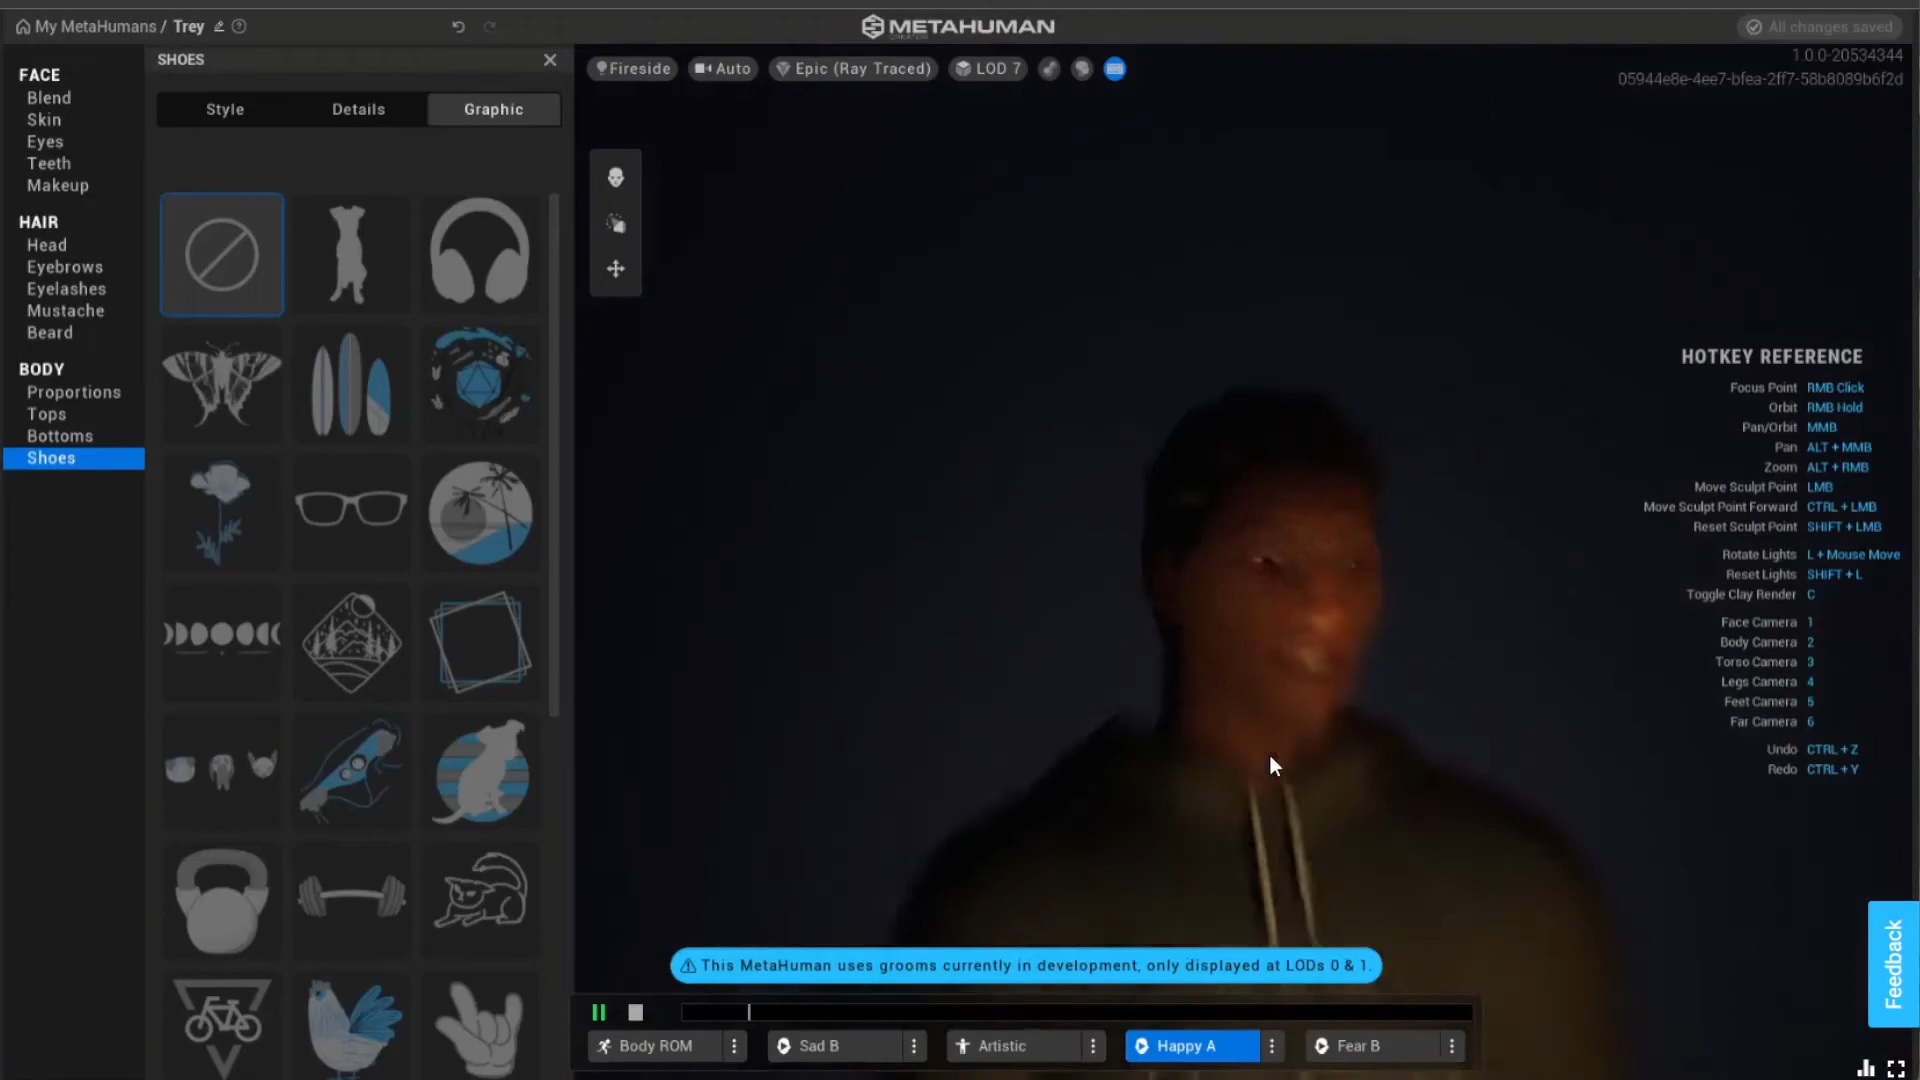 My MetaHumans / Trey
METAHUMAN
CREATOR
All changes saved
1.0.0-20534344
05944e8e-4ee7-bfea-2ff7-58b8089b6f2d
FACE
Blend
Skin
Eyes
Teeth
Makeup
HAIR
Head
Eyebrows
Eyelashes
Mustache
Beard
BODY
Proportions
Tops
Bottoms
Shoes
SHOES
Style Details Graphic
Fireside Auto Epic (Ray Traced) LOD 7
HOTKEY REFERENCE
Focus Point RMB Click
Orbit RMB Hold
Pan/Orbit MMB
Pan ALT + MMB
Zoom ALT + RMB
Move Sculpt Point LMB
Move Sculpt Point Forward CTRL + LMB
Reset Sculpt Point SHIFT + LMB
Rotate Lights L + Mouse Move
Reset Lights SHIFT + L
Toggle Clay Render C
Face Camera 1
Body Camera 2
Torso Camera 3
Legs Camera 4
Feet Camera 5
Far Camera 6
Undo CTRL + Z
Redo CTRL + Y
This MetaHuman uses grooms currently in development, only displayed at LODs 0 & 1.
Body ROM Sad B Artistic Happy A Fear B
Feedback